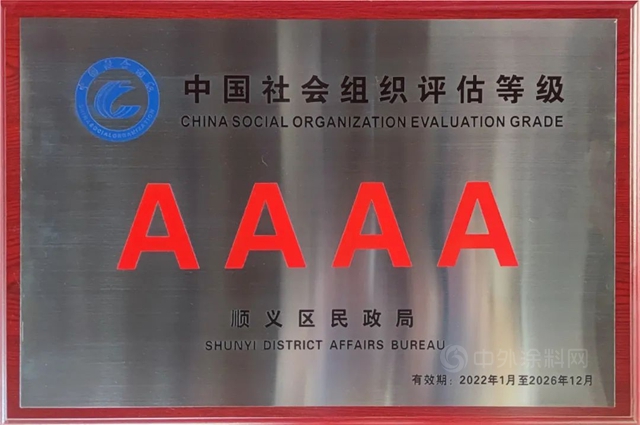 中国社会组织评估等级
CHINA SOCIAL ORGANIZATION EVALUATION GRADE
AAAA
顺义区民政局
SHUNYI DISTRICT AFFAIRS BUREAU
中外涂料网
有效期：2022年1月至2026年12月